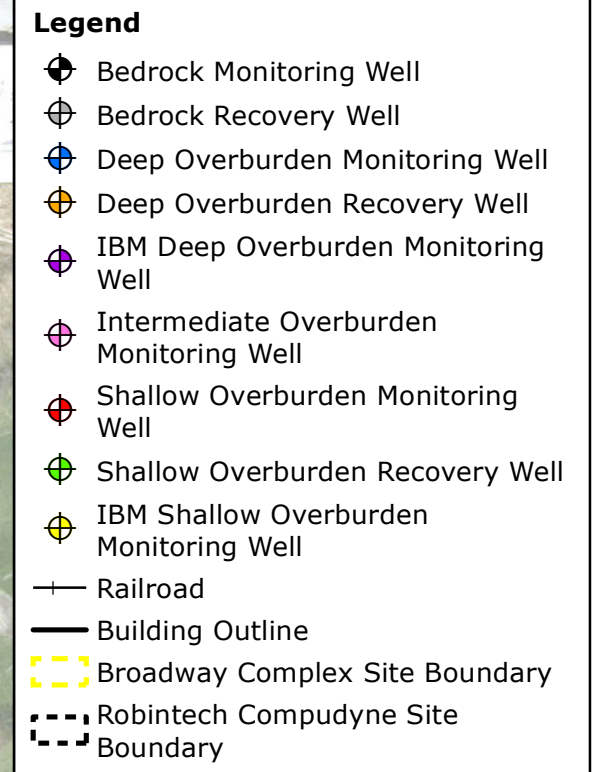 Legend
Bedrock Monitoring Well
Bedrock Recovery Well
Deep Overburden Monitoring Well
Deep Overburden Recovery Well
IBM Deep Overburden Monitoring
Well
Intermediate Overburden
Monitoring Well
Shallow Overburden Monitoring
Well
Shallow Overburden Recovery Well
IBM Shallow Overburden
Monitoring Well
Railroad
Building Outline
Broadway Complex Site Boundary
Robintech Compudyne Site
Boundary